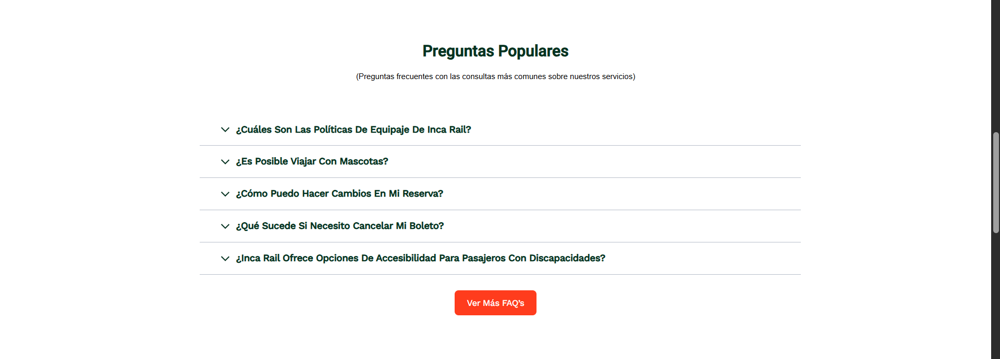 Preguntas Populares
(Preguntas frecuentes con las consultas más comunes sobre nuestros servicios)
¿Cuáles Son Las Políticas De Equipaje De Inca Rail?
¿Es Posible Viajar Con Mascotas?
¿Cómo Puedo Hacer Cambios En Mi Reserva?
¿Qué Sucede Si Necesito Cancelar Mi Boleto?
¿Inca Rail Ofrece Opciones De Accesibilidad Para Pasajeros Con Discapacidades?
Ver Más FAQ’s